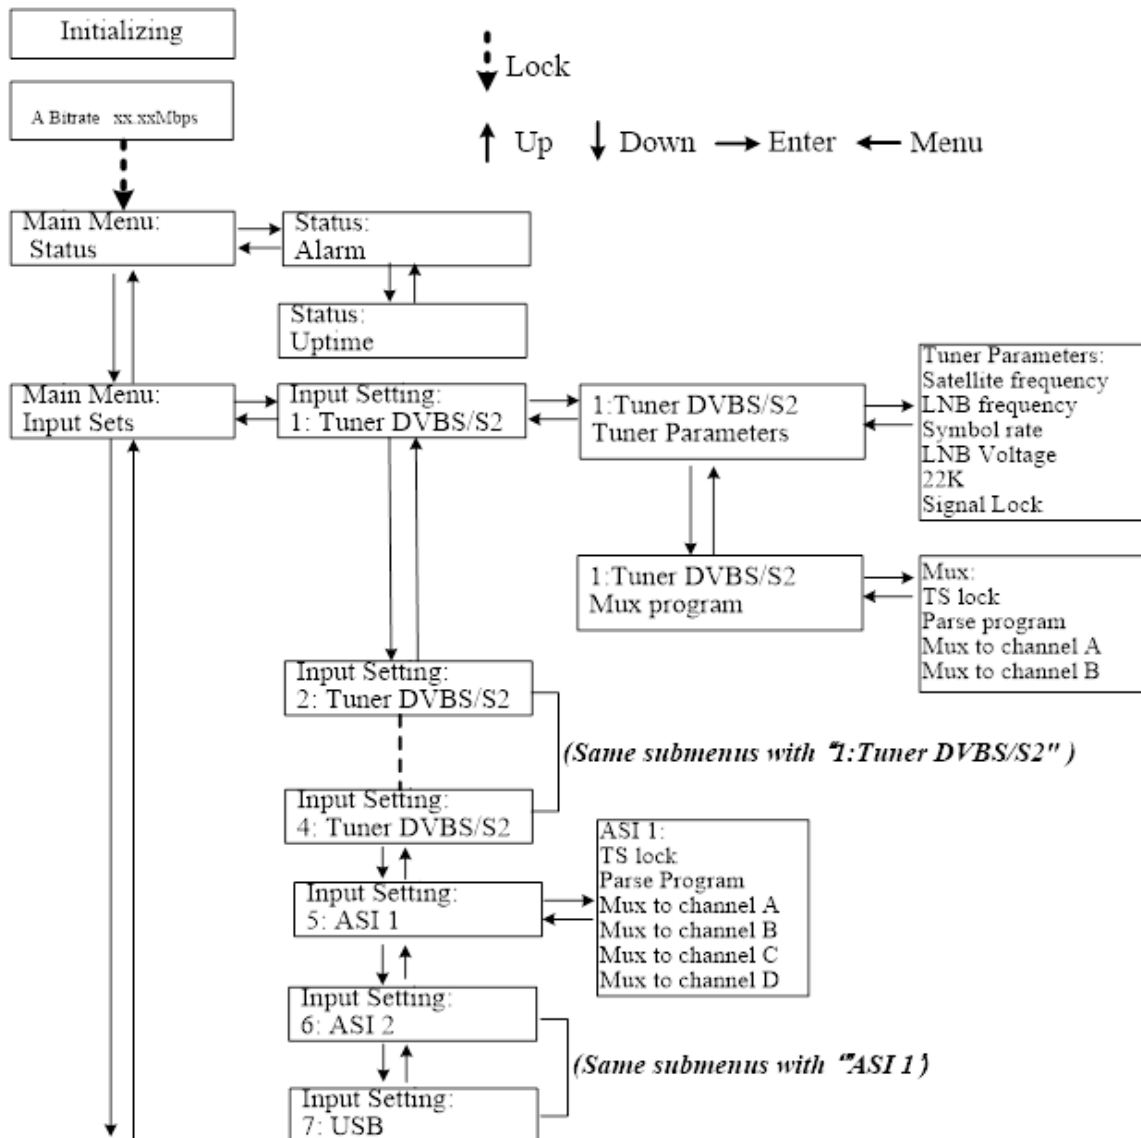 Initializing
Lock
A Bitrate xx.xxMbps
Up Down Enter Menu
Main Menu:
Status
Status:
Alarm
Status:
Uptime
Main Menu:
Input Sets
Input Setting:
1: Tuner DVBS/S2
1:Tuner DVBS/S2
Tuner Parameters
Tuner Parameters:
Satellite frequency
LNB frequency
Symbol rate
LNB Voltage
22K
Signal Lock
1:Tuner DVBS/S2
Mux program
Mux:
TS lock
Parse program
Mux to channel A
Mux to channel B
Input Setting:
2: Tuner DVBS/S2
(Same submenus with “1:Tuner DVBS/S2" )
Input Setting:
4: Tuner DVBS/S2
Input Setting:
5: ASI 1
ASI 1:
TS lock
Parse Program
Mux to channel A
Mux to channel B
Mux to channel C
Mux to channel D
Input Setting:
6: ASI 2
(Same submenus with “"ASI 1')
Input Setting:
7: USB